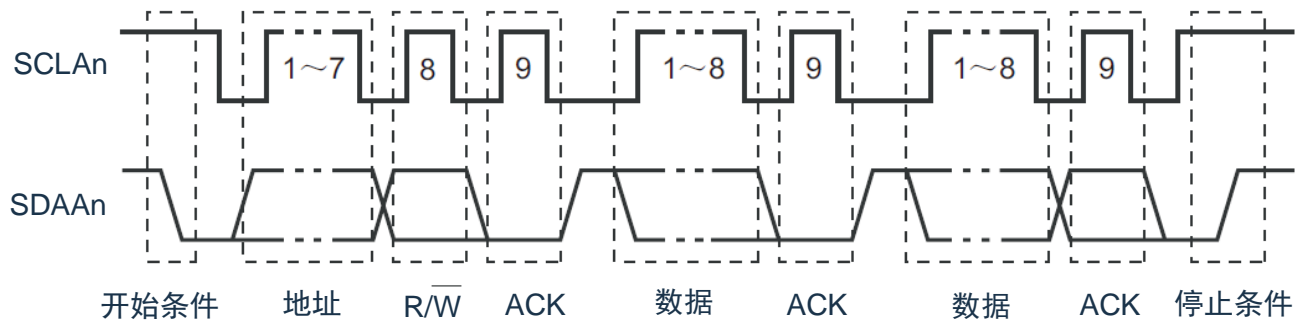 SCLAn 1～7 8 9 1～8 9 1～8 9
SDAAn
开始条件 地址 R/W̅ ACK 数据 ACK 数据 ACK 停止条件